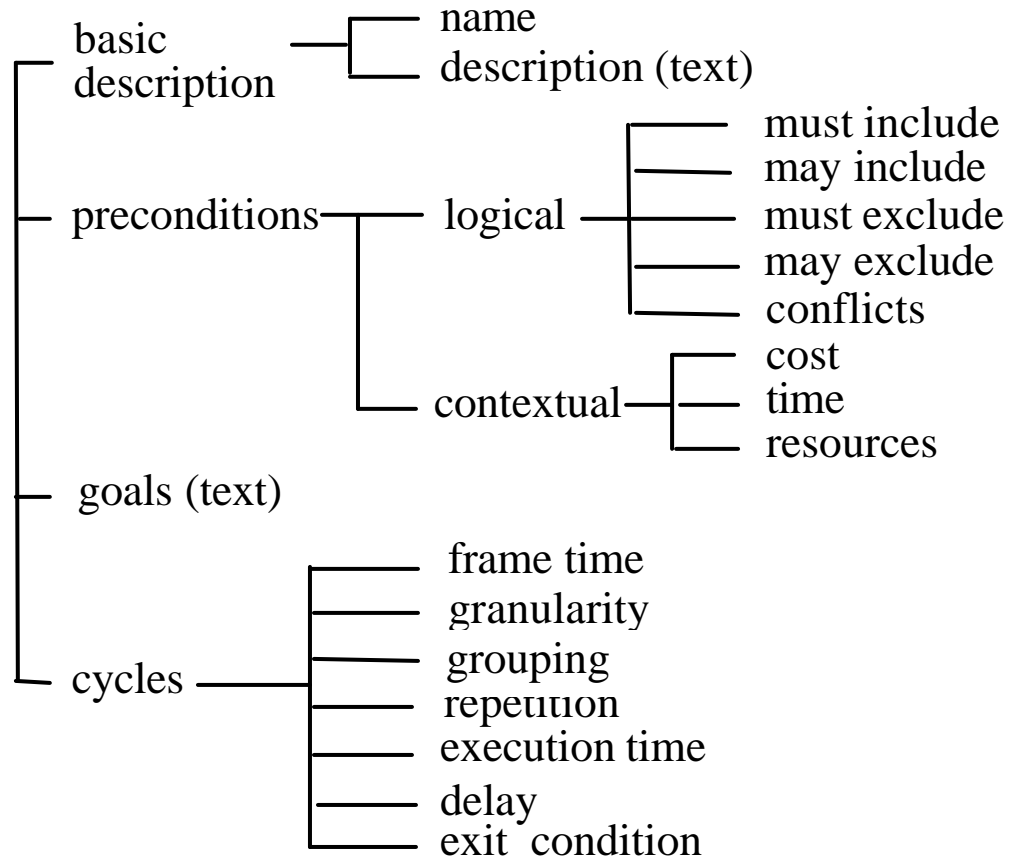 basic
description
name
description (text)
preconditions
logical
must include
may include
must exclude
may exclude
conflicts
contextual
cost
time
resources
goals (text)
cycles
frame time
granularity
grouping
repetition
execution time
delay
exit condition